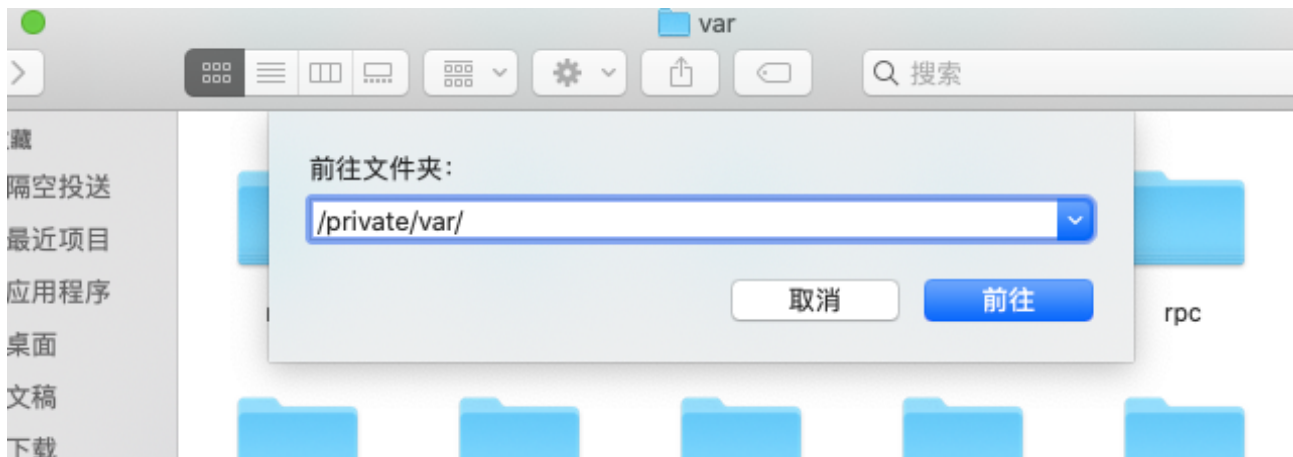 var
搜索
藏
隔空投送
最近项目
应用程序
桌面
文稿
下载
前往文件夹：
/private/var/
取消
前往
rpc